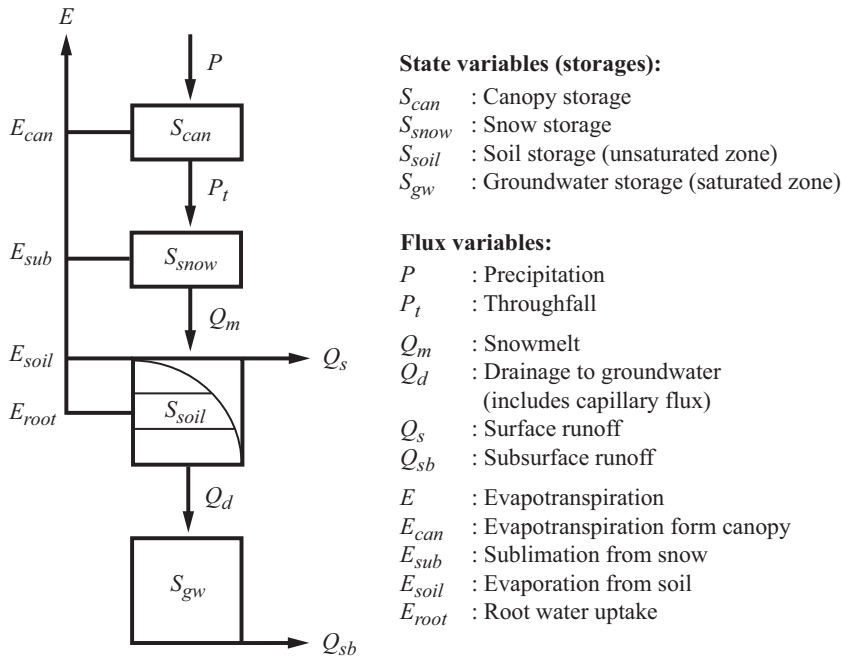 E
P
E_can
S_can
P_t
E_sub
S_snow
Q_m
E_soil
Q_s
E_root
S_soil
Q_d
S_gw
Q_sb
State variables (storages):
S_can : Canopy storage
S_snow : Snow storage
S_soil : Soil storage (unsaturated zone)
S_gw : Groundwater storage (saturated zone)
Flux variables:
P : Precipitation
P_t : Throughfall
Q_m : Snowmelt
Q_d : Drainage to groundwater
(includes capillary flux)
Q_s : Surface runoff
Q_sb : Subsurface runoff
E : Evapotranspiration
E_can : Evapotranspiration form canopy
E_sub : Sublimation from snow
E_soil : Evaporation from soil
E_root : Root water uptake